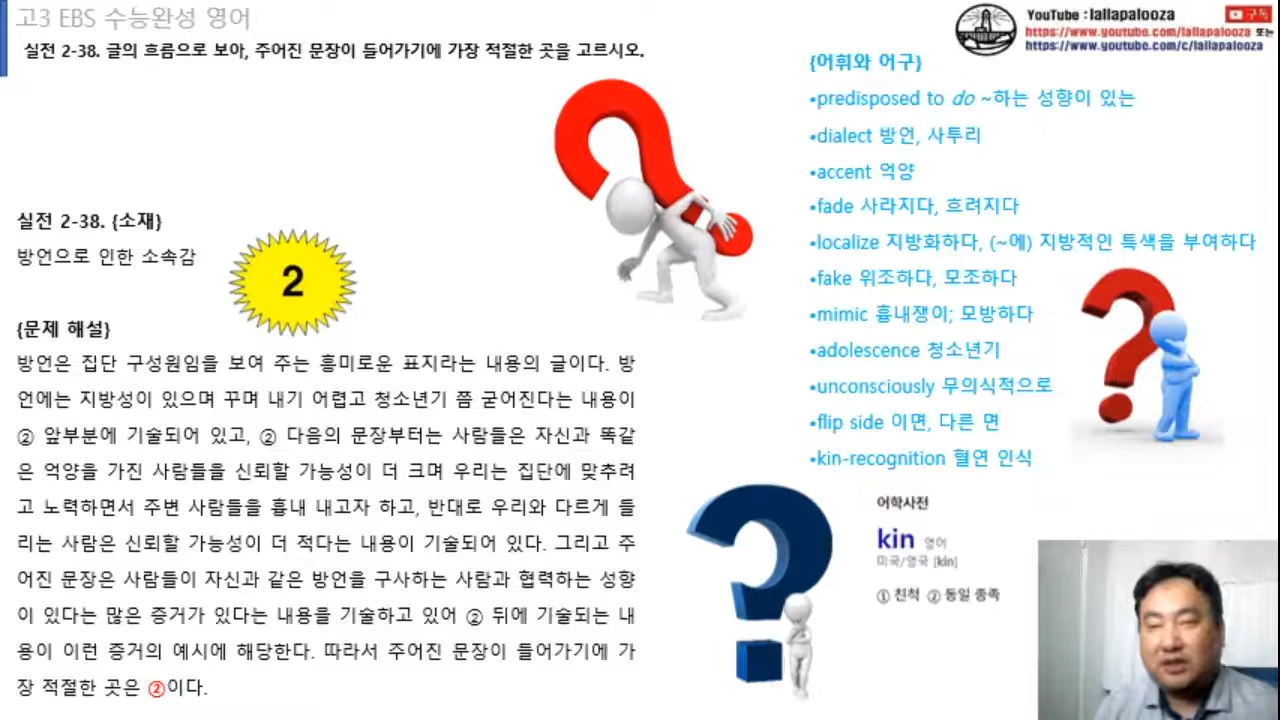 고3 EBS 수능완성 영어
실전 2-38. 글의 흐름으로 보아, 주어진 문장이 들어가기에 가장 적절한 곳을 고르시오.
YouTube : lallapalooza
구독
https://www.youtube.com/lallapalooza 또는
https://www.youtube.com/c/lallapalooza
실전 2-38. {소재}
방언으로 인한 소속감
2
{문제 해설}
방언은 집단 구성원임을 보여 주는 흥미로운 표지라는 내용의 글이다. 방
언에는 지방성이 있으며 꾸며 내기 어렵고 청소년기 쯤 굳어진다는 내용이
② 앞부분에 기술되어 있고, ② 다음의 문장부터는 사람들은 자신과 똑같
은 억양을 가진 사람들을 신뢰할 가능성이 더 크며 우리는 집단에 맞추려
고 노력하면서 주변 사람들을 흉내 내고자 하고, 반대로 우리와 다르게 들
리는 사람은 신뢰할 가능성이 더 적다는 내용이 기술되어 있다. 그리고 주
어진 문장은 사람들이 자신과 같은 방언을 구사하는 사람과 협력하는 성향
이 있다는 많은 증거가 있다는 내용을 기술하고 있어 ② 뒤에 기술되는 내
용이 이런 증거의 예시에 해당한다. 따라서 주어진 문장이 들어가기에 가
장 적절한 곳은 ②이다.
{어휘와 어구}
•predisposed to do ~하는 성향이 있는
•dialect 방언, 사투리
•accent 억양
•fade 사라지다, 흐려지다
•localize 지방화하다, (~에) 지방적인 특색을 부여하다
•fake 위조하다, 모조하다
•mimic 흉내쟁이; 모방하다
•adolescence 청소년기
•unconsciously 무의식적으로
•flip side 이면, 다른 면
•kin-recognition 혈연 인식
어학사전
kin 영어
미국/영국 [kin]
① 친척 ② 동일 종족